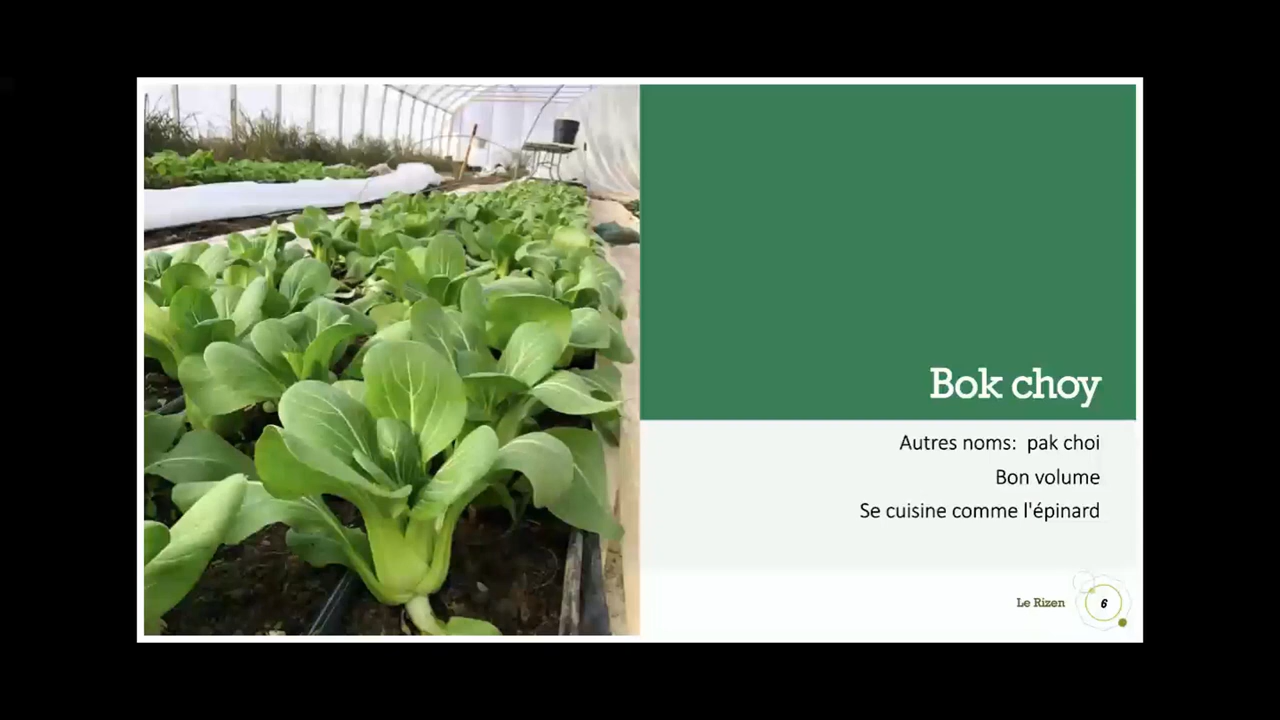 Bok choy
Autres noms: pak choi
Bon volume
Se cuisine comme l'épinard
Le Rizen
6